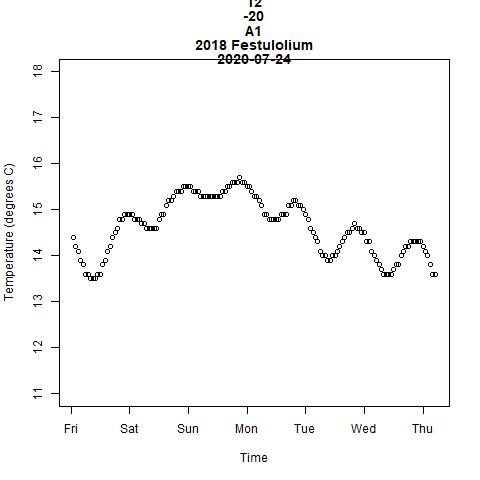 -20
A1
2018 Festulolium
2020-07-24
Temperature (degrees C)
18
17
16
15
14
13
12
11
Fri Sat Sun Mon Tue Wed Thu
Time